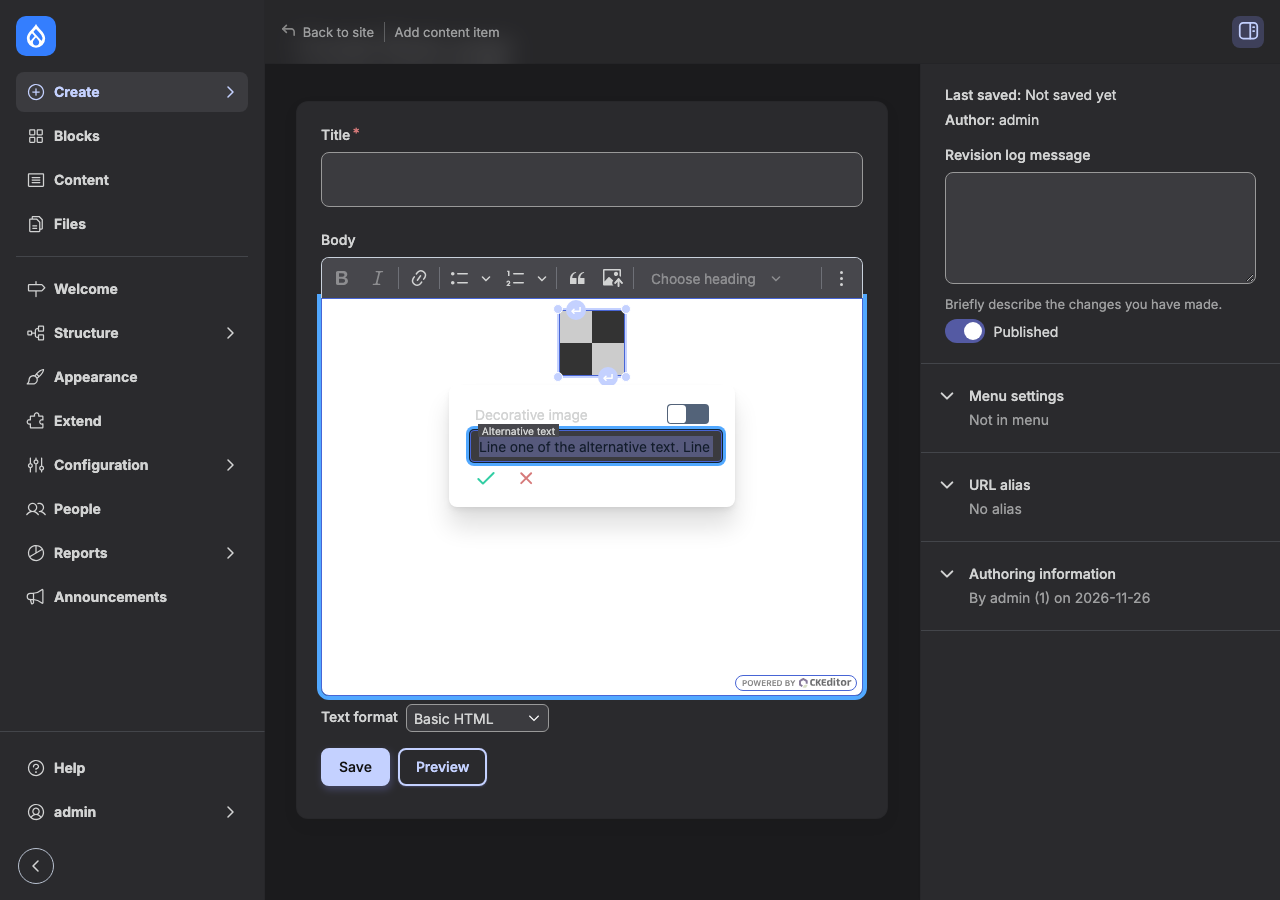 Back to site
Add content item
Create
Blocks
Content
Files
Welcome
Structure
Appearance
Extend
Configuration
People
Reports
Announcements
Help
admin
Title*
Body
B
I
Choose heading
Decorative image
Alternative text
Line one of the alternative text. Line
POWERED BY CKEditor
Text format
Basic HTML
Save
Preview
Last saved: Not saved yet
Author: admin
Revision log message
Briefly describe the changes you have made.
Published
Menu settings
Not in menu
URL alias
No alias
Authoring information
By admin (1) on 2026-11-26